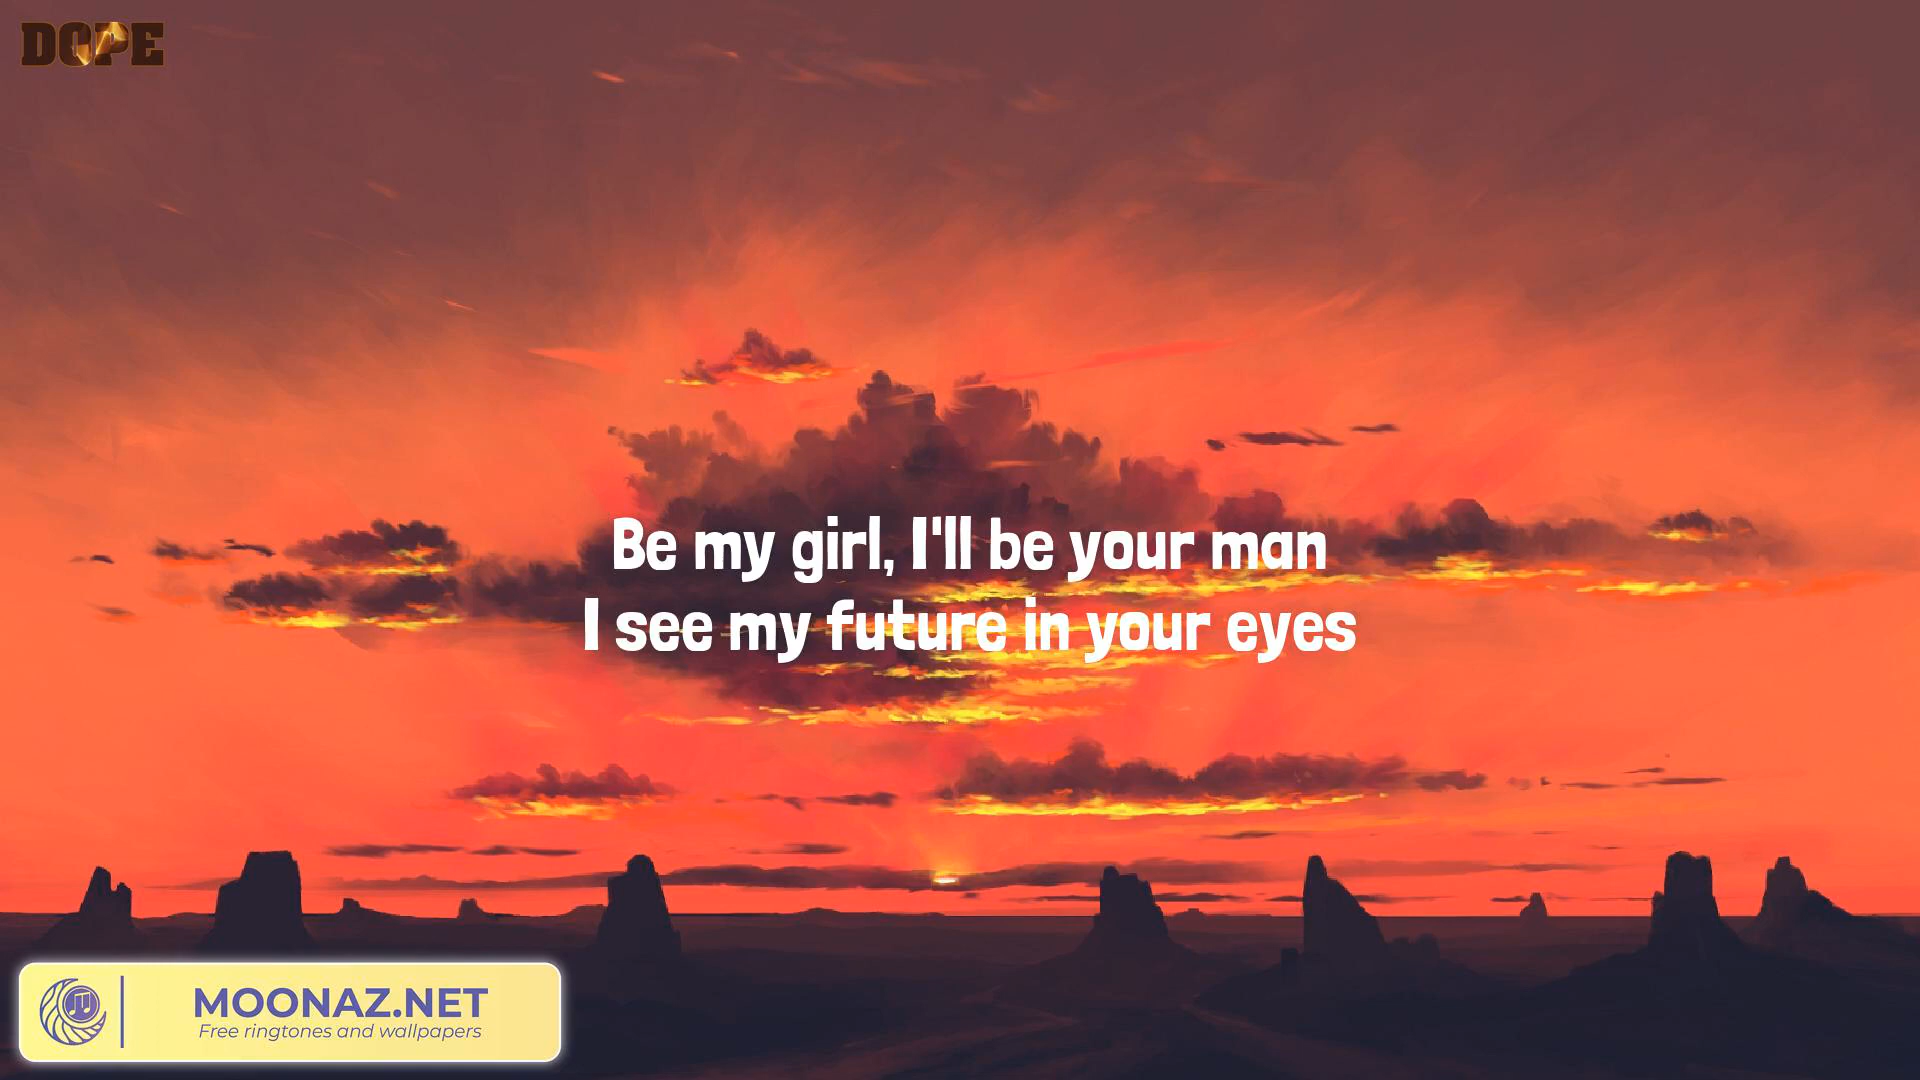 DOPE
Be my girl, I'll be your man
I see my future in your eyes
MOONAZ.NET
Free ringtones and wallpapers